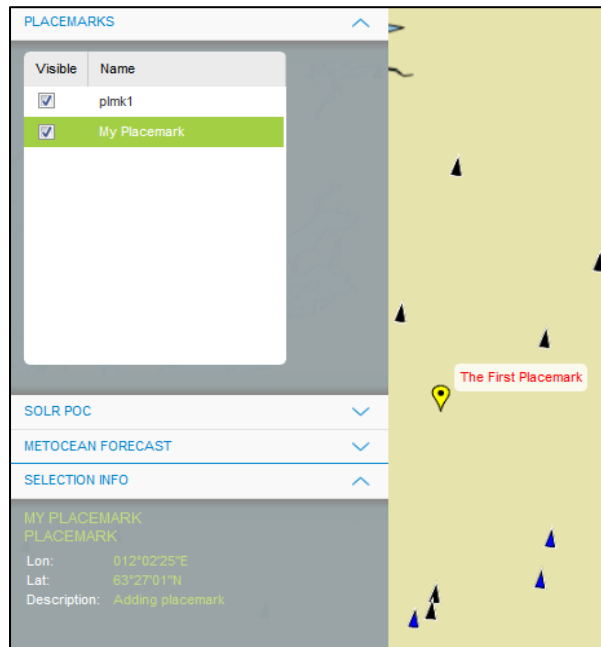 PLACEMARKS
Visible Name
plmk1
My Placemark
The First Placemark
SOLR POC
METOCEAN FORECAST
SELECTION INFO
MY PLACEMARK
PLACEMARK
Lon: 012°02'25"E
Lat: 63°27'01"N
Description: Adding placemark